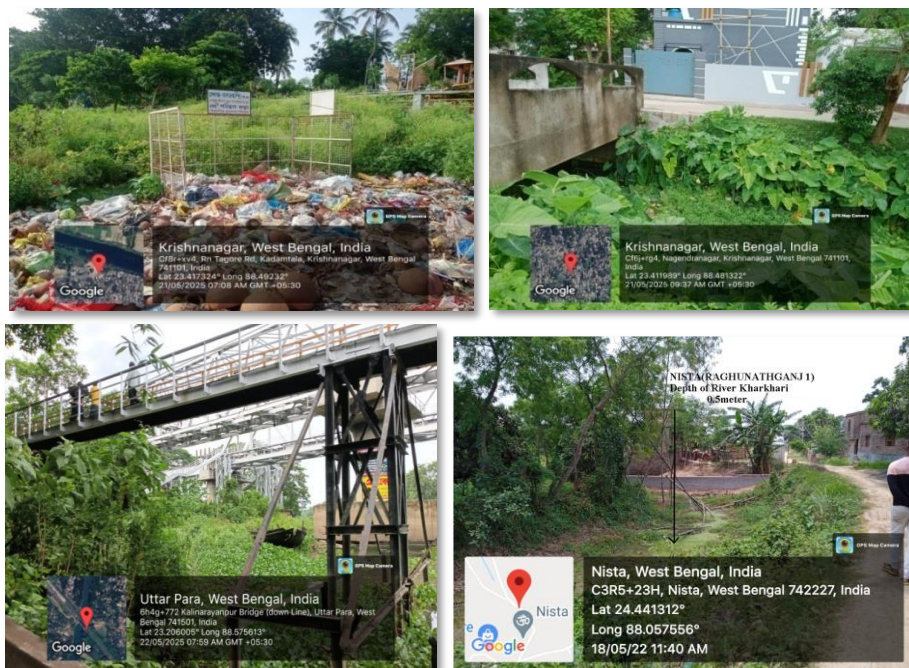 GPS Map Camera
Krishnanagar, West Bengal, India
Cf8r+xv4, Rn Tagore Rd, Kadamtala, Krishnanagar, West Bengal
741101, India
Lat 23.417324° Long 88.49232°
21/05/2025 07:08 AM GMT +05:30
Google
GPS Map Camera
Krishnanagar, West Bengal, India
Cf6j+rg4, Nagendranagar, Krishnanagar, West Bengal 741101,
India
Lat 23.411989° Long 88.481322°
21/05/2025 09:37 AM GMT +05:30
Google
GPS Map Camera
Uttar Para, West Bengal, India
6h4g+772 Kalinarayanpur Bridge (down Line), Uttar Para, West
Bengal 741501, India
Lat 23.206005° Long 88.575613°
22/05/2025 07:59 AM GMT +05:30
Google
NISTA(RAGHUNATHGANJ 1)
Depth of River Kharkhari
0.5meter
GPS Map Camera
Nista, West Bengal, India
C3R5+23H, Nista, West Bengal 742227, India
Lat 24.441312°
Long 88.057556°
18/05/22 11:40 AM
Nista
Google